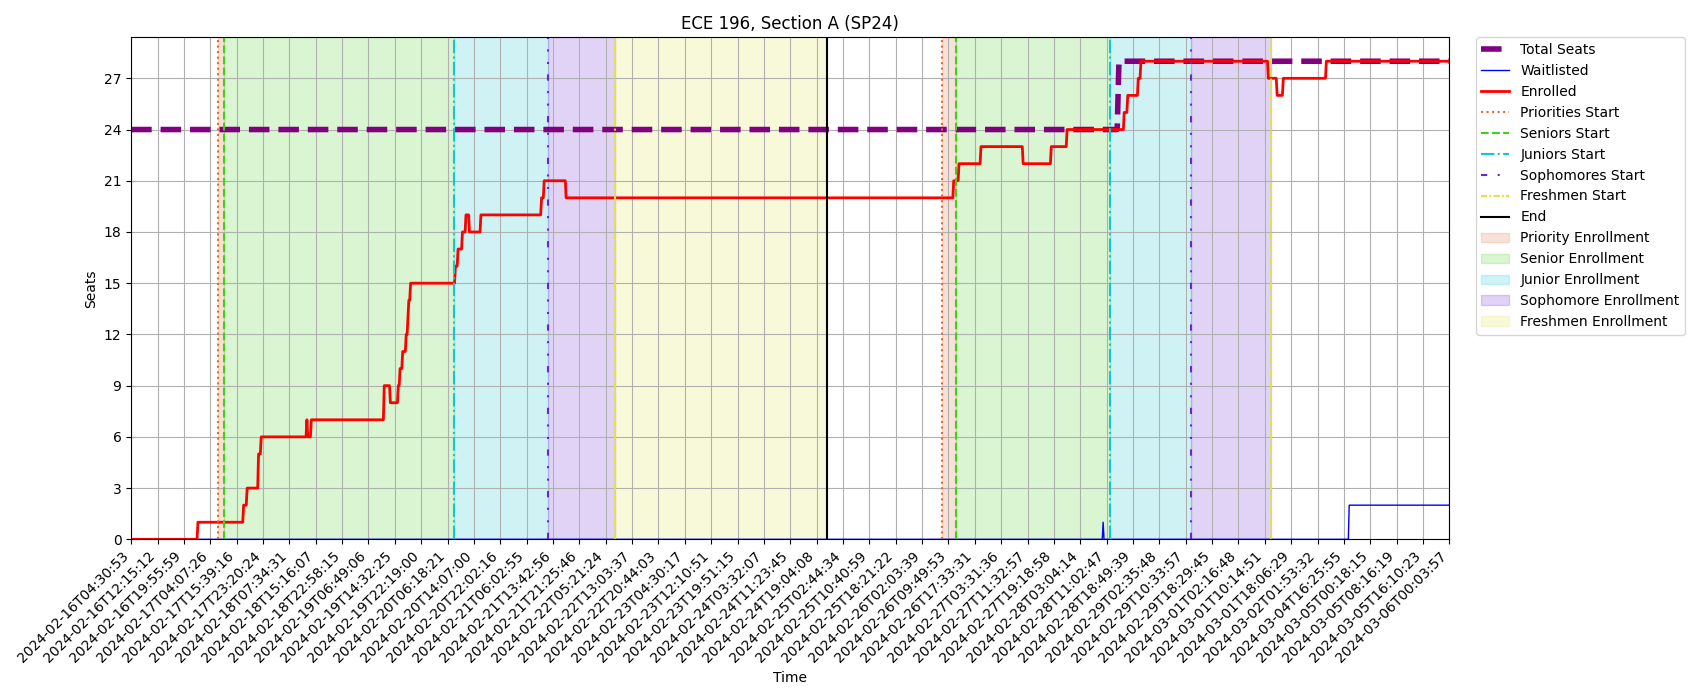 ECE 196, Section A (SP24)
Seats
27
24
21
18
15
12
9
6
3
0
2024-02-16T04:30:53
2024-02-16T12:15:12
2024-02-16T19:55:59
2024-02-17T04:07:26
2024-02-17T15:39:16
2024-02-17T23:20:24
2024-02-18T07:34:31
2024-02-18T15:16:07
2024-02-18T22:58:15
2024-02-19T06:49:06
2024-02-19T14:32:25
2024-02-19T22:19:00
2024-02-20T06:18:21
2024-02-20T14:07:00
2024-02-20T22:02:16
2024-02-21T06:02:55
2024-02-21T13:42:56
2024-02-21T21:25:46
2024-02-22T05:21:24
2024-02-22T13:03:37
2024-02-22T20:44:03
2024-02-23T04:30:17
2024-02-23T12:10:51
2024-02-23T19:51:15
2024-02-24T03:32:07
2024-02-24T11:23:45
2024-02-24T19:04:08
2024-02-25T02:44:34
2024-02-25T10:40:59
2024-02-25T18:21:22
2024-02-26T02:03:39
2024-02-26T09:49:53
2024-02-26T17:33:31
2024-02-27T03:31:36
2024-02-27T11:32:57
2024-02-27T19:18:58
2024-02-28T03:04:14
2024-02-28T11:02:47
2024-02-28T18:49:39
2024-02-29T02:35:48
2024-02-29T10:33:57
2024-02-29T18:29:45
2024-03-01T02:16:48
2024-03-01T10:14:51
2024-03-01T18:06:29
2024-03-02T01:53:32
2024-03-04T16:25:55
2024-03-05T00:18:15
2024-03-05T08:16:19
2024-03-05T16:10:23
2024-03-06T00:03:57
Time
Total Seats
Waitlisted
Enrolled
Priorities Start
Seniors Start
Juniors Start
Sophomores Start
Freshmen Start
End
Priority Enrollment
Senior Enrollment
Junior Enrollment
Sophomore Enrollment
Freshmen Enrollment